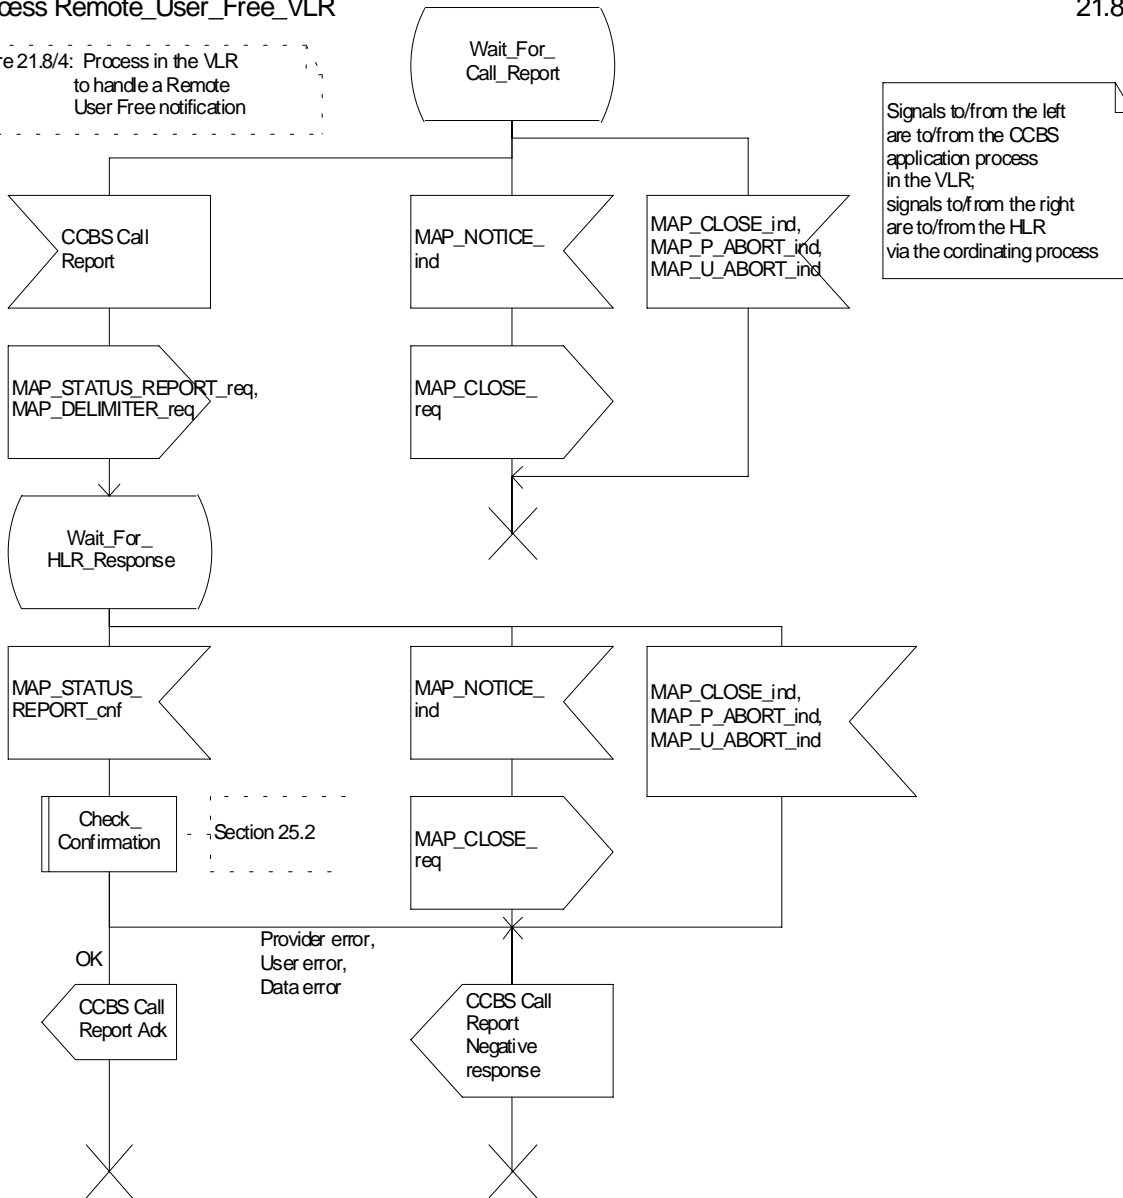 cess Remote_User_Free_VLR
21.8
re 21.8/4: Process in the VLR
to handle a Remote
User Free notification
Wait_For_
Call_Report
Signals to/from the left
are to/from the CCBS
application process
in the VLR;
signals to/from the right
are to/from the HLR
via the cordinating process
CCBS Call
Report
MAP_NOTICE_
ind
MAP_CLOSE_ind,
MAP_P_ABORT_ind,
MAP_U_ABORT_ind
MAP_STATUS_REPORT_req,
MAP_DELIMITER_req
MAP_CLOSE_
req
Wait_For_
HLR_Response
MAP_STATUS_
REPORT_cnf
MAP_NOTICE_
ind
MAP_CLOSE_ind,
MAP_P_ABORT_ind,
MAP_U_ABORT_ind
Check_
Confirmation
Section 25.2
MAP_CLOSE_
req
OK
Provider error,
User error,
Data error
CCBS Call
Report Ack
CCBS Call
Report
Negative
response